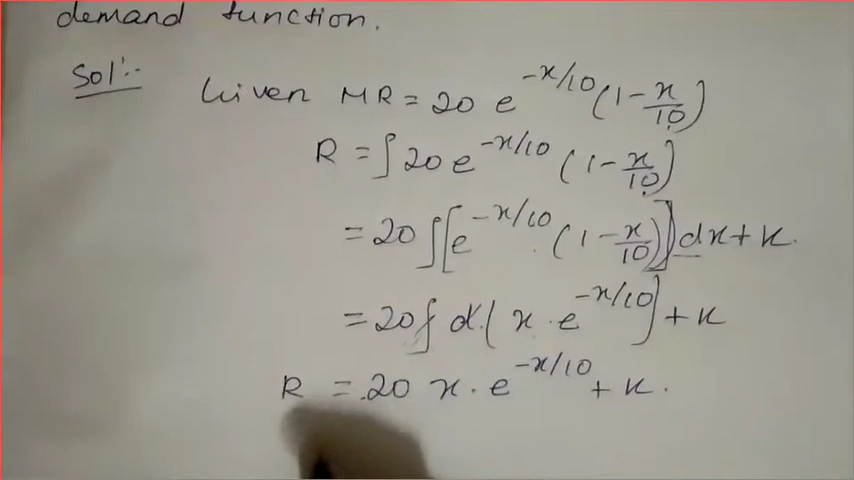 demand function.
Sol:-
Given MR = 20 e^{-x/10} (1 - x/10)
R = ∫ 20 e^{-x/10} (1 - x/10)
= 20 ∫ [e^{-x/10} . (1 - x/10)] dx + k.
= 20 ∫ d (x . e^{-x/10}) + k
R = 20 x . e^{-x/10} + k.